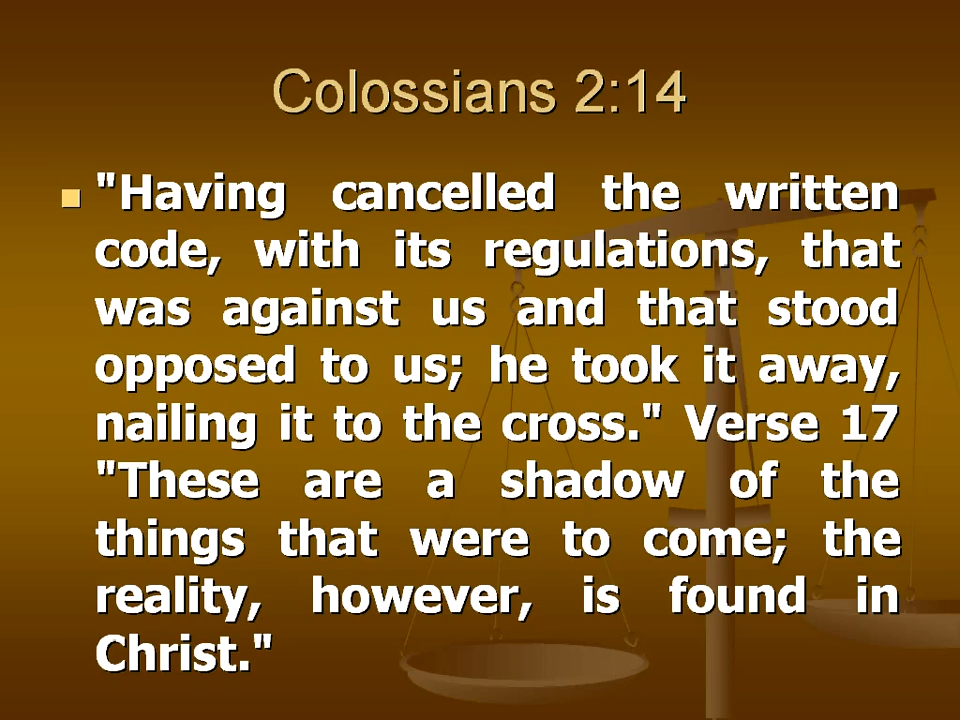 Colossians 2:14
"Having cancelled the written
code, with its regulations, that
was against us and that stood
opposed to us; he took it away,
nailing it to the cross." Verse 17
"These are a shadow of the
things that were to come; the
reality, however, is found in
Christ."